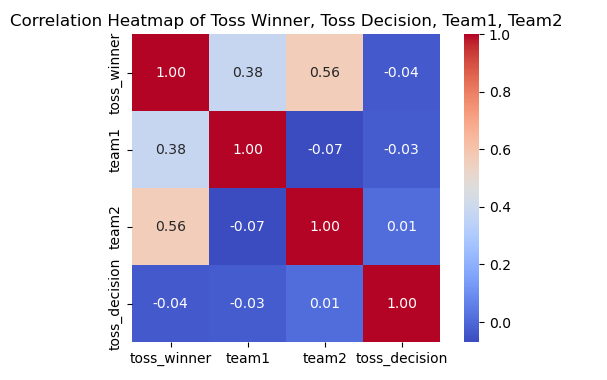 Correlation Heatmap of Toss Winner, Toss Decision, Team1, Team2
toss_winner 1.00 0.38 0.56 -0.04
team1 0.38 1.00 -0.07 -0.03
team2 0.56 -0.07 1.00 0.01
toss_decision -0.04 -0.03 0.01 1.00
toss_winner team1 team2 toss_decision
1.0
0.8
0.6
0.4
0.2
0.0